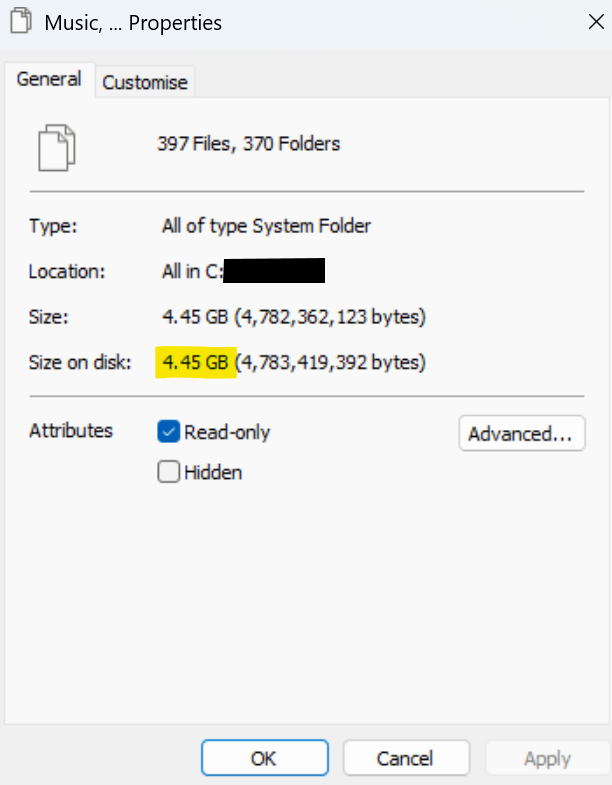 Music, ... Properties
General Customise
397 Files, 370 Folders
Type: All of type System Folder
Location: All in C:
Size: 4.45 GB (4,782,362,123 bytes)
Size on disk: 4.45 GB (4,783,419,392 bytes)
Attributes Read-only Advanced...
Hidden
OK Cancel Apply